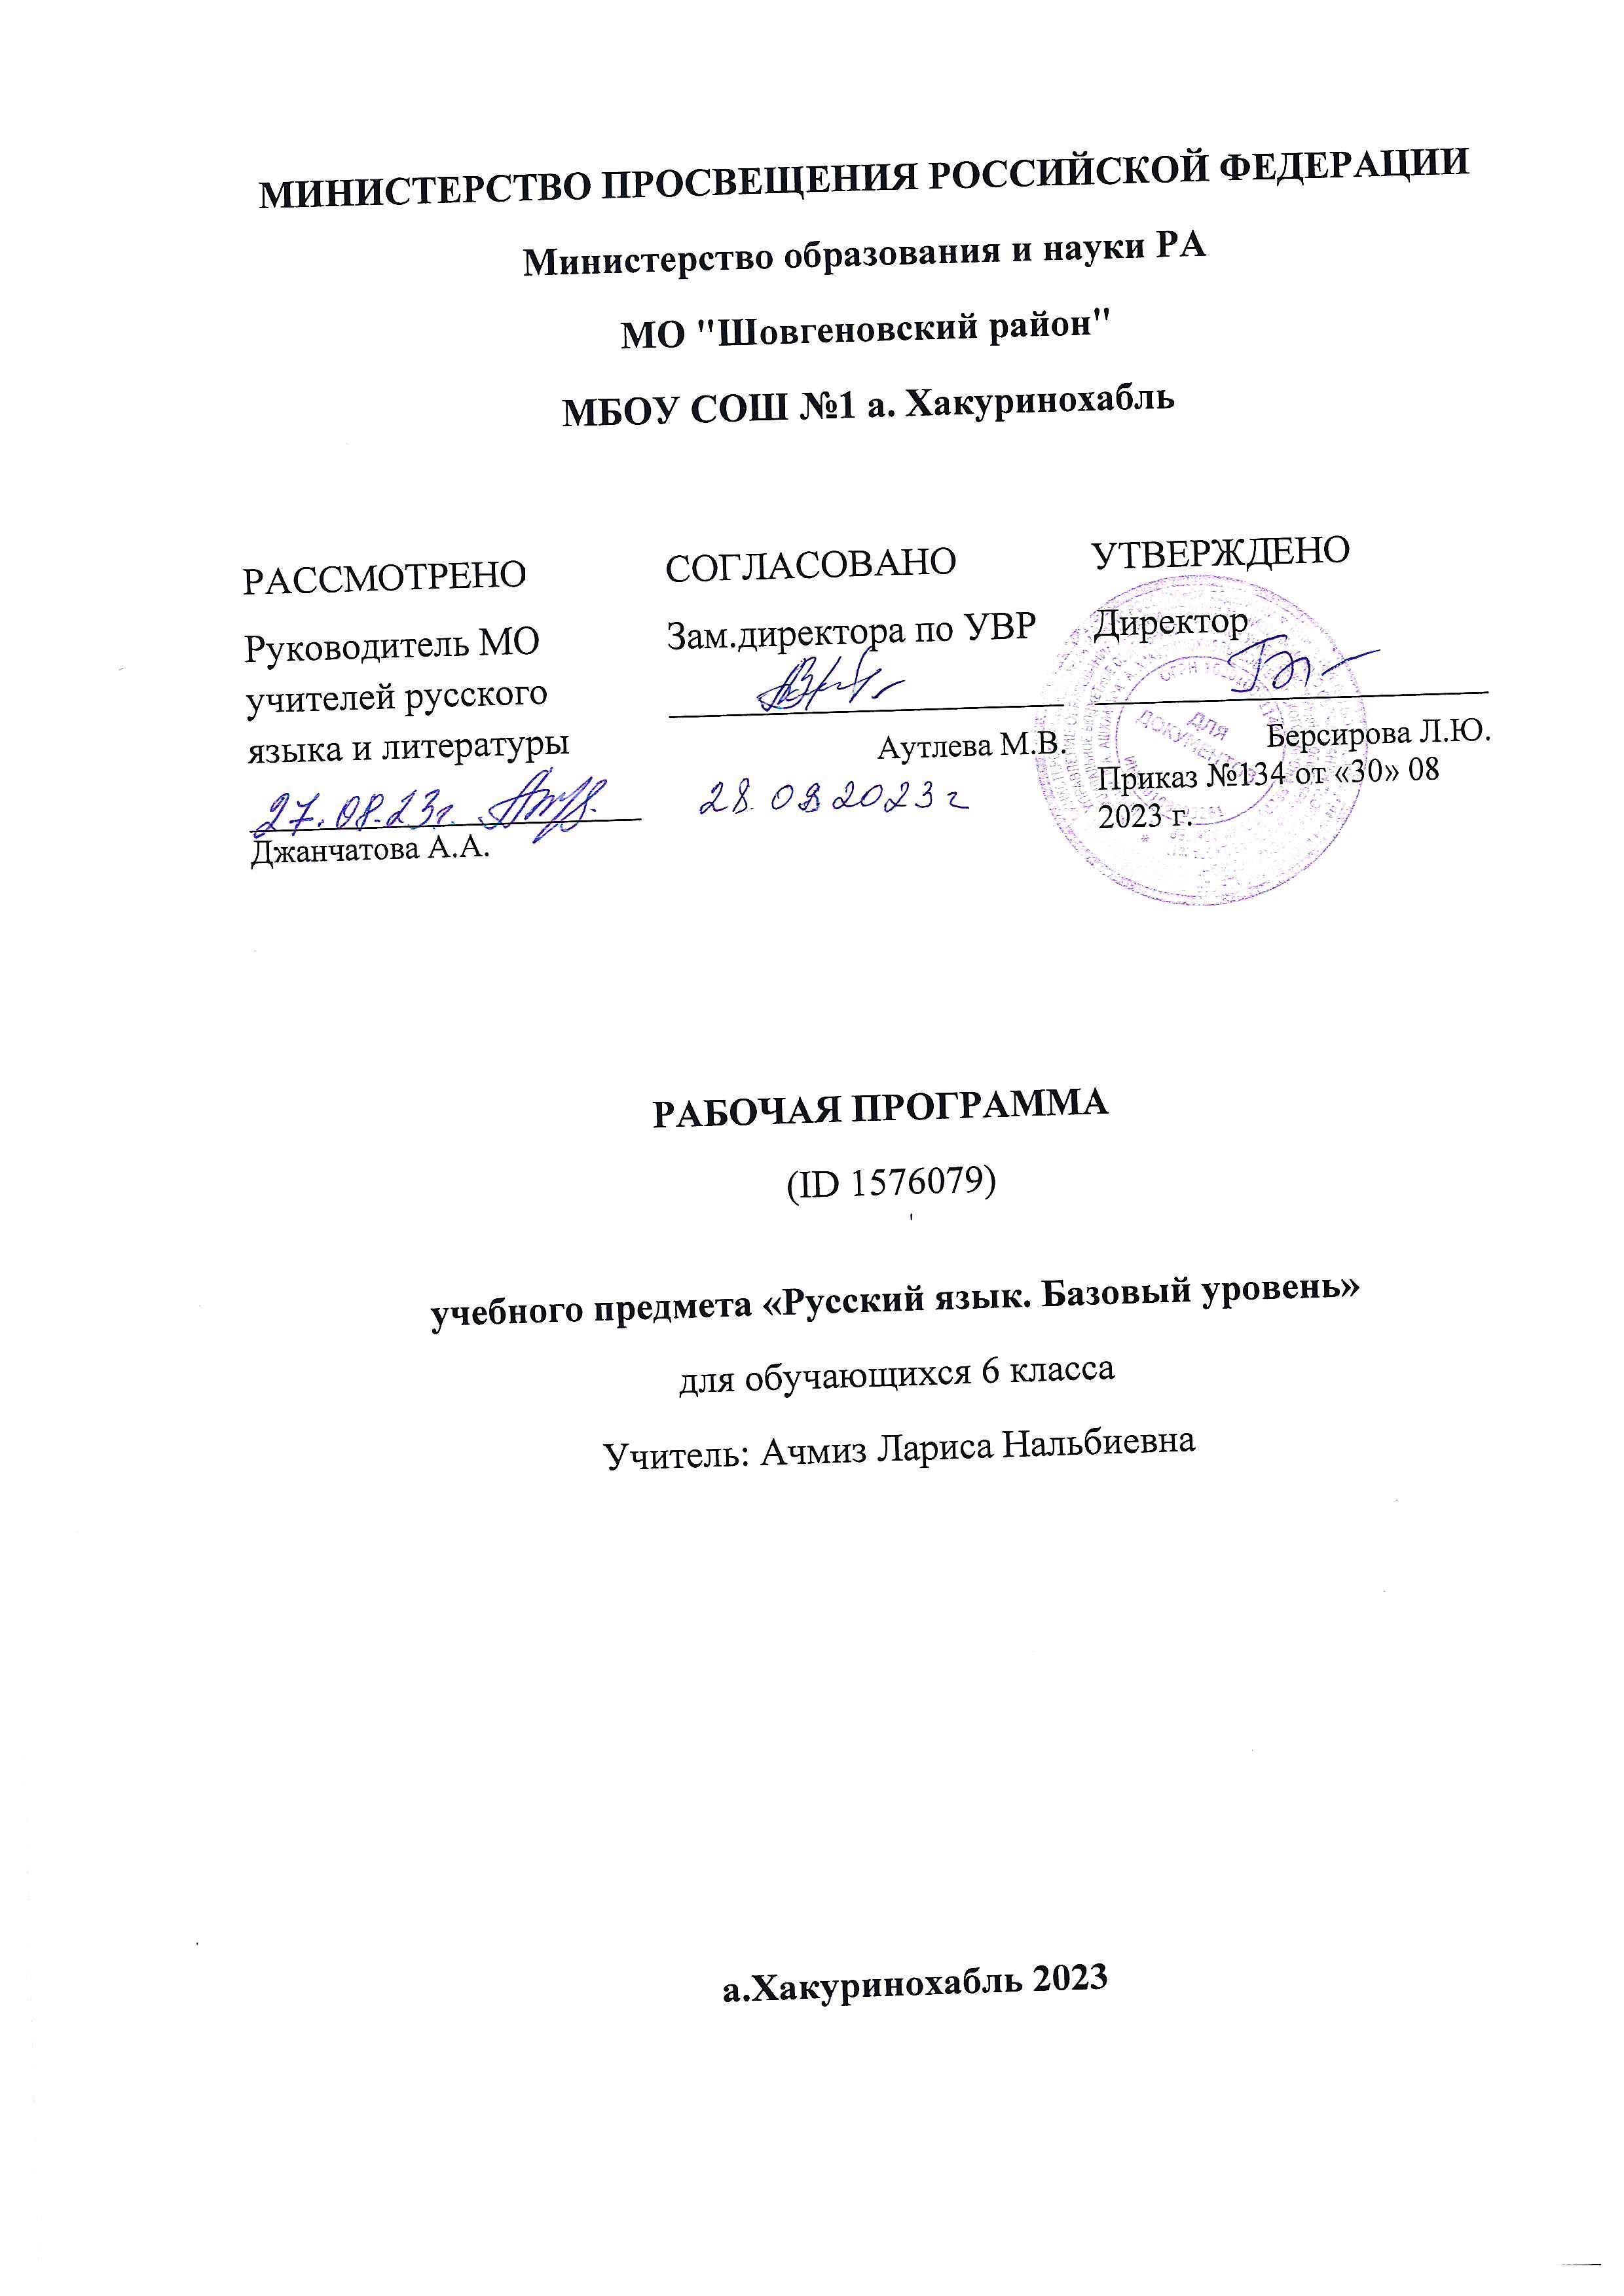 МИНИСТЕРСТВО ПРОСВЕЩЕНИЯ РОССИЙСКОЙ ФЕДЕРАЦИИ
Министерство образования и науки РА
МО "Шовгеновский район"
МБОУ СОШ №1 а. Хакуринохабль
РАССМОТРЕНО
Руководитель МО
учителей русского
языка и литературы
27.08.23г.
Джанчатова А.А.
СОГЛАСОВАНО
Зам.директора по УВР
Аутлева М.В.
28.08 2023 г
УТВЕРЖДЕНО
Директор
Берсирова Л.Ю.
Приказ №134 от «30» 08
2023 г.
ДЛЯ
ДОКУМЕНТОВ
РАБОЧАЯ ПРОГРАММА
(ID 1576079)
учебного предмета «Русский язык. Базовый уровень»
для обучающихся 6 класса
Учитель: Ачмиз Лариса Нальбиевна
а.Хакуринохабль 2023